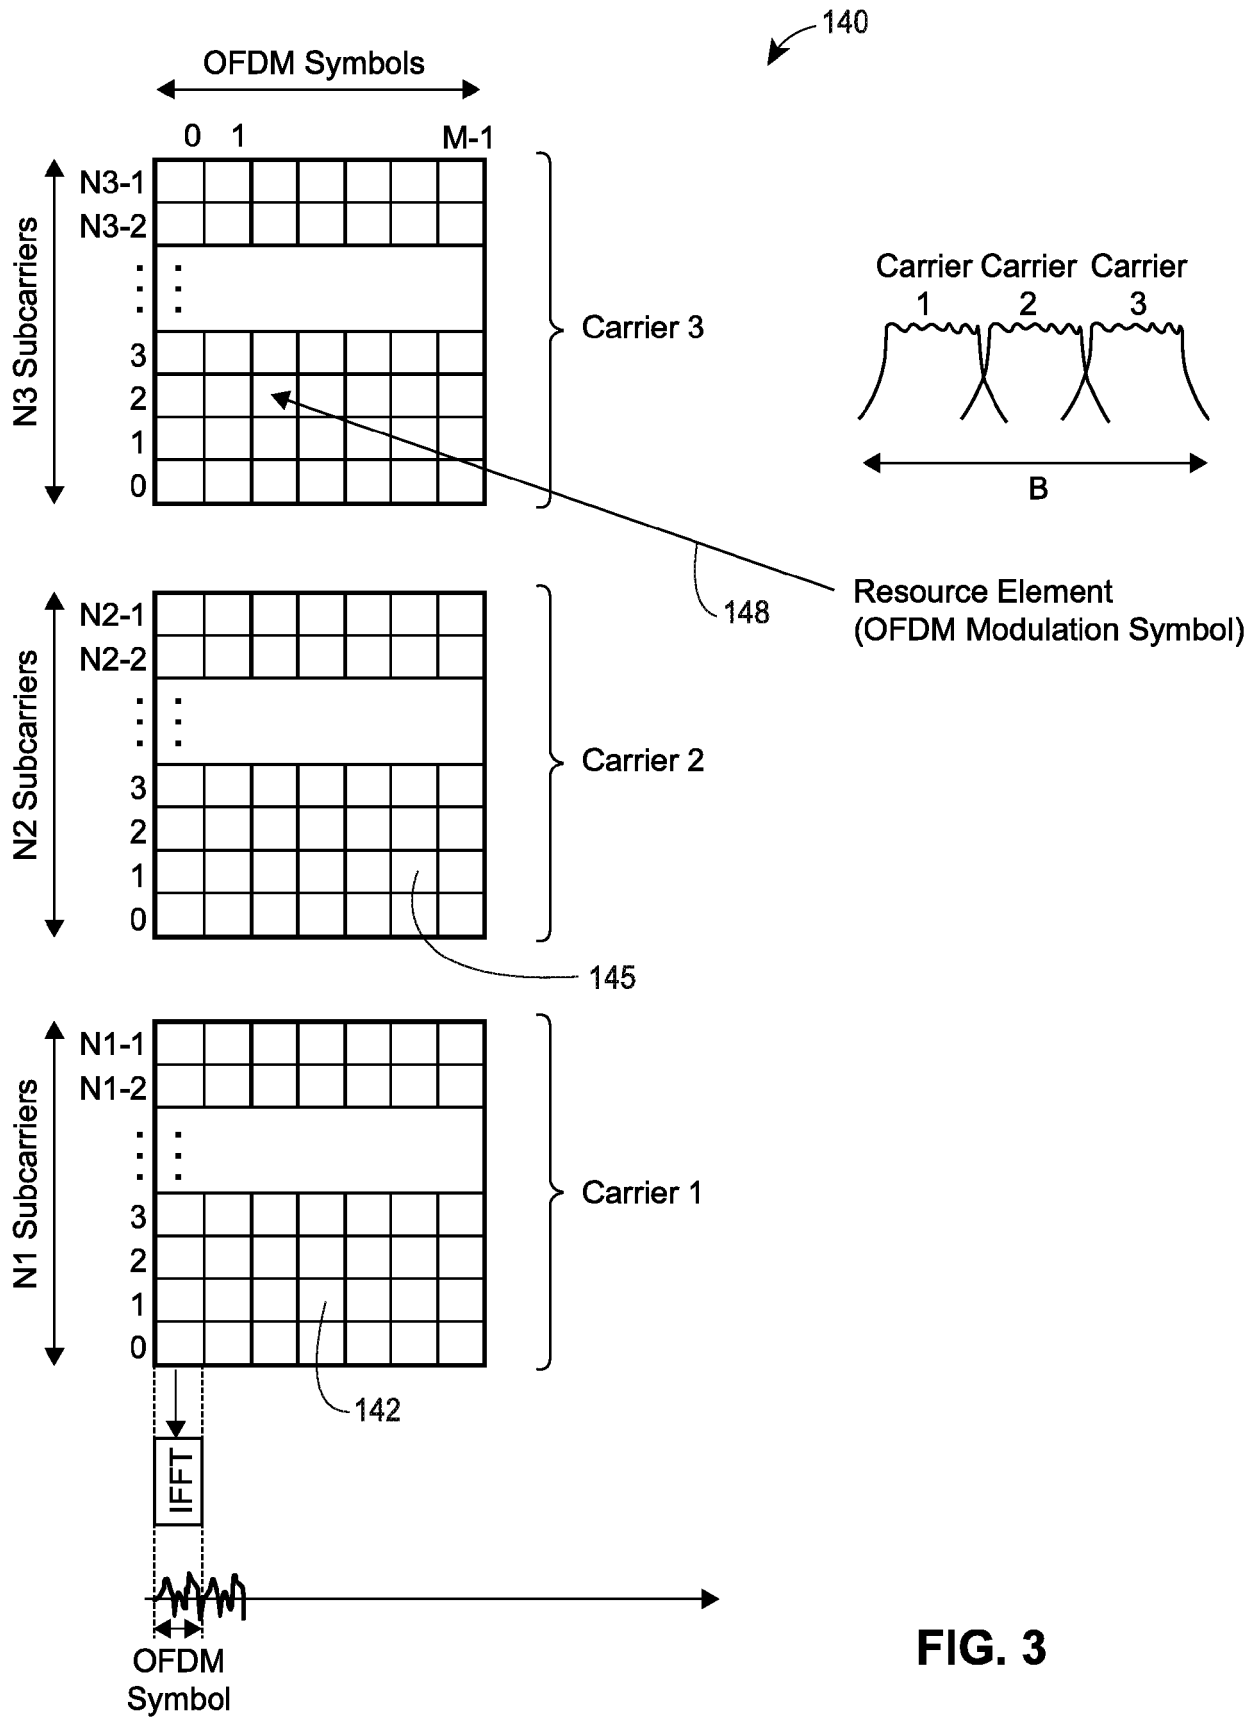 140
OFDM Symbols
0 1 M-1
N3 Subcarriers
N3-1
N3-2
3
2
1
0
Carrier 3
Carrier Carrier Carrier
1 2 3
B
148
Resource Element
(OFDM Modulation Symbol)
N2 Subcarriers
N2-1
N2-2
3
2
1
0
Carrier 2
145
N1 Subcarriers
N1-1
N1-2
3
2
1
0
Carrier 1
142
IFFT
OFDM
Symbol
FIG. 3